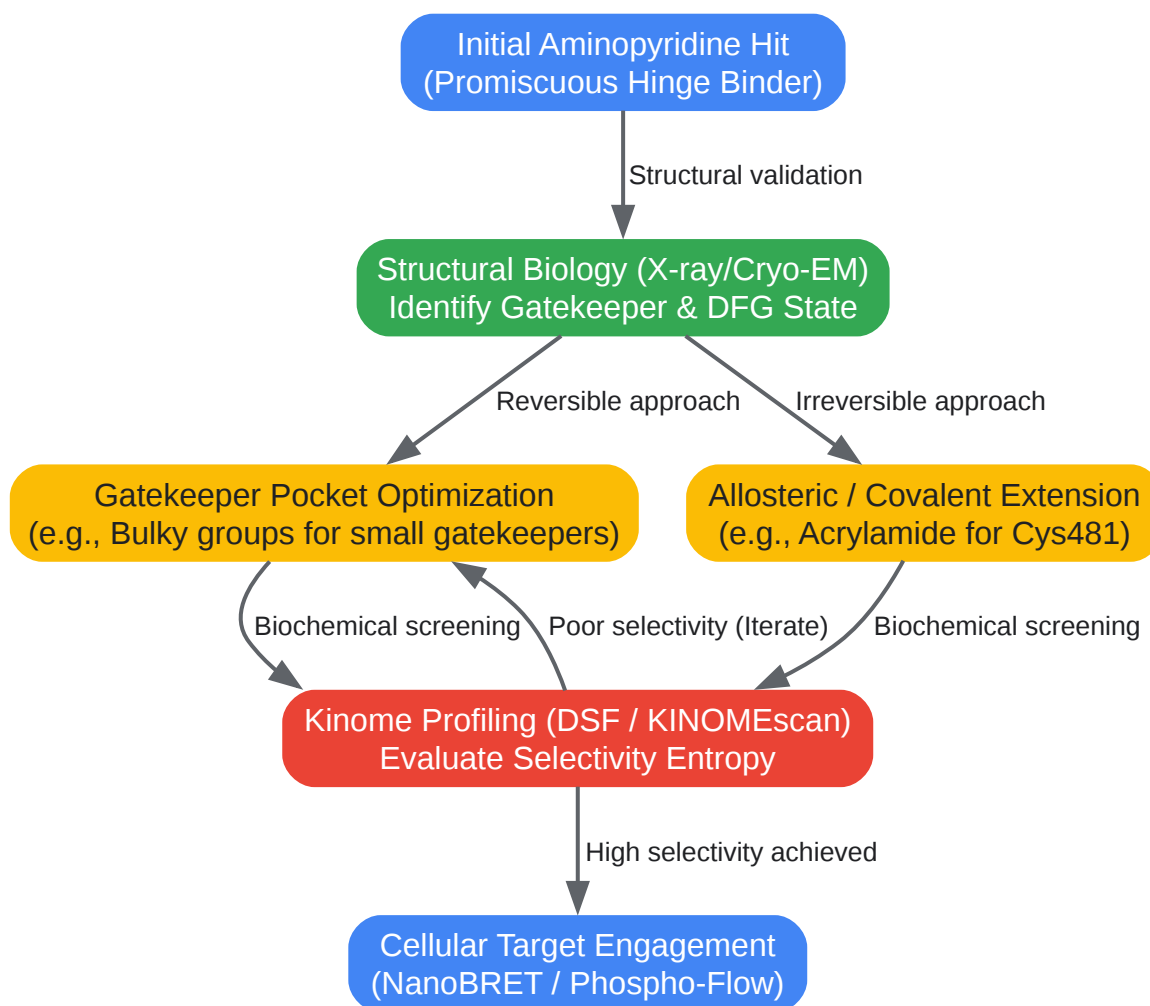 Initial Aminopyridine Hit
(Promiscuous Hinge Binder)
Structural validation
Structural Biology (X-ray/Cryo-EM)
Identify Gatekeeper & DFG State
Reversible approach
Irreversible approach
Gatekeeper Pocket Optimization
(e.g., Bulky groups for small gatekeepers)
Allosteric / Covalent Extension
(e.g., Acrylamide for Cys481)
Biochemical screening
Poor selectivity (Iterate)
Biochemical screening
Kinome Profiling (DSF / KINOMEscan)
Evaluate Selectivity Entropy
High selectivity achieved
Cellular Target Engagement
(NanoBRET / Phospho-Flow)